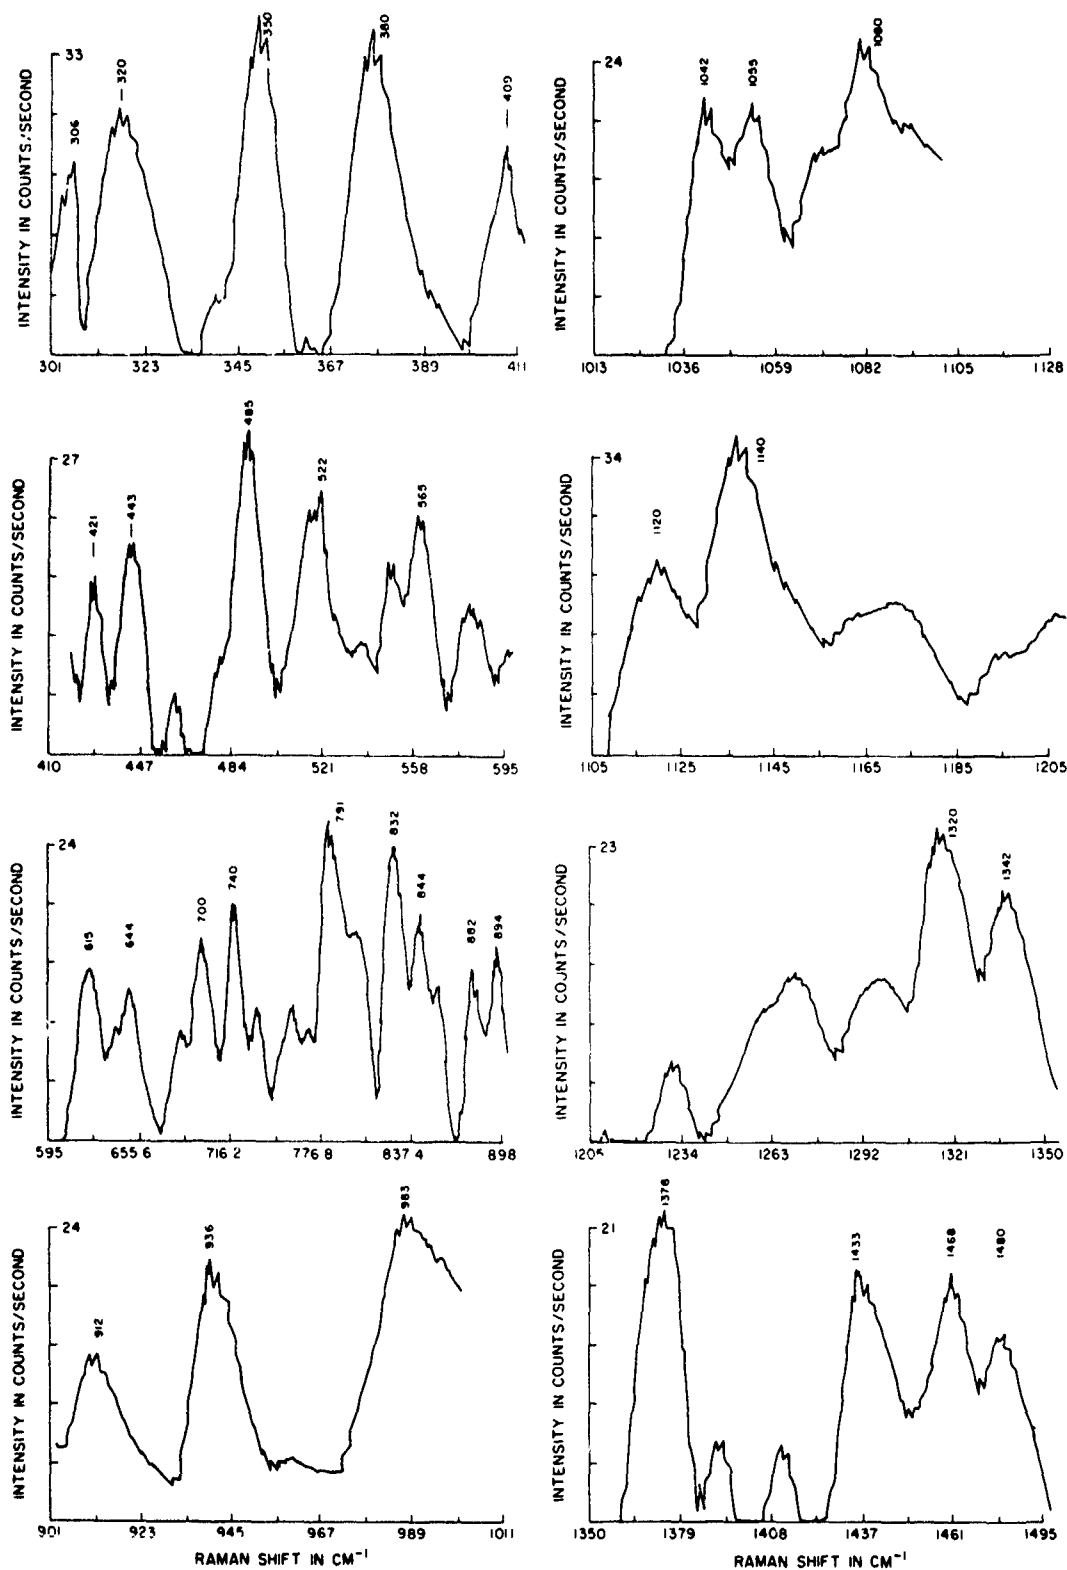 INTENSITY IN COUNTS/SECOND
33
306
320
350
380
409
301 323 345 367 389 411
INTENSITY IN COUNTS/SECOND
24
1042
1055
1080
1013 1036 1059 1082 1105 1128
INTENSITY IN COUNTS/SECOND
27
421
443
485
522
565
410 447 484 521 558 595
INTENSITY IN COUNTS/SECOND
34
1120
1140
1105 1125 1145 1165 1185 1205
INTENSITY IN COUNTS/SECOND
24
615
644
700
740
791
832
844
882
894
595 655 6 716 2 776 8 837 4 898
INTENSITY IN COUNTS/SECOND
23
1320
1342
1205 1234 1263 1292 1321 1350
INTENSITY IN COUNTS/SECOND
24
912
936
983
901 923 945 967 989 1011
RAMAN SHIFT IN CM⁻¹
INTENSITY IN COUNTS/SECOND
21
1376
1433
1468
1480
1350 1379 1408 1437 1461 1495
RAMAN SHIFT IN CM⁻¹